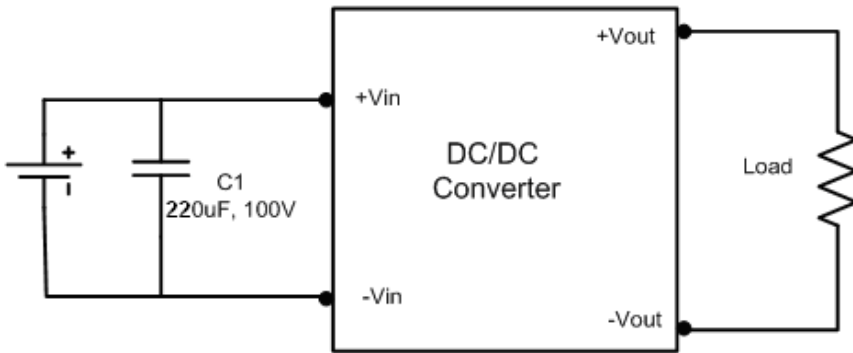 +Vout
+Vin
DC/DC
Converter
Load
+
-
C1
220uF, 100V
-Vin
-Vout